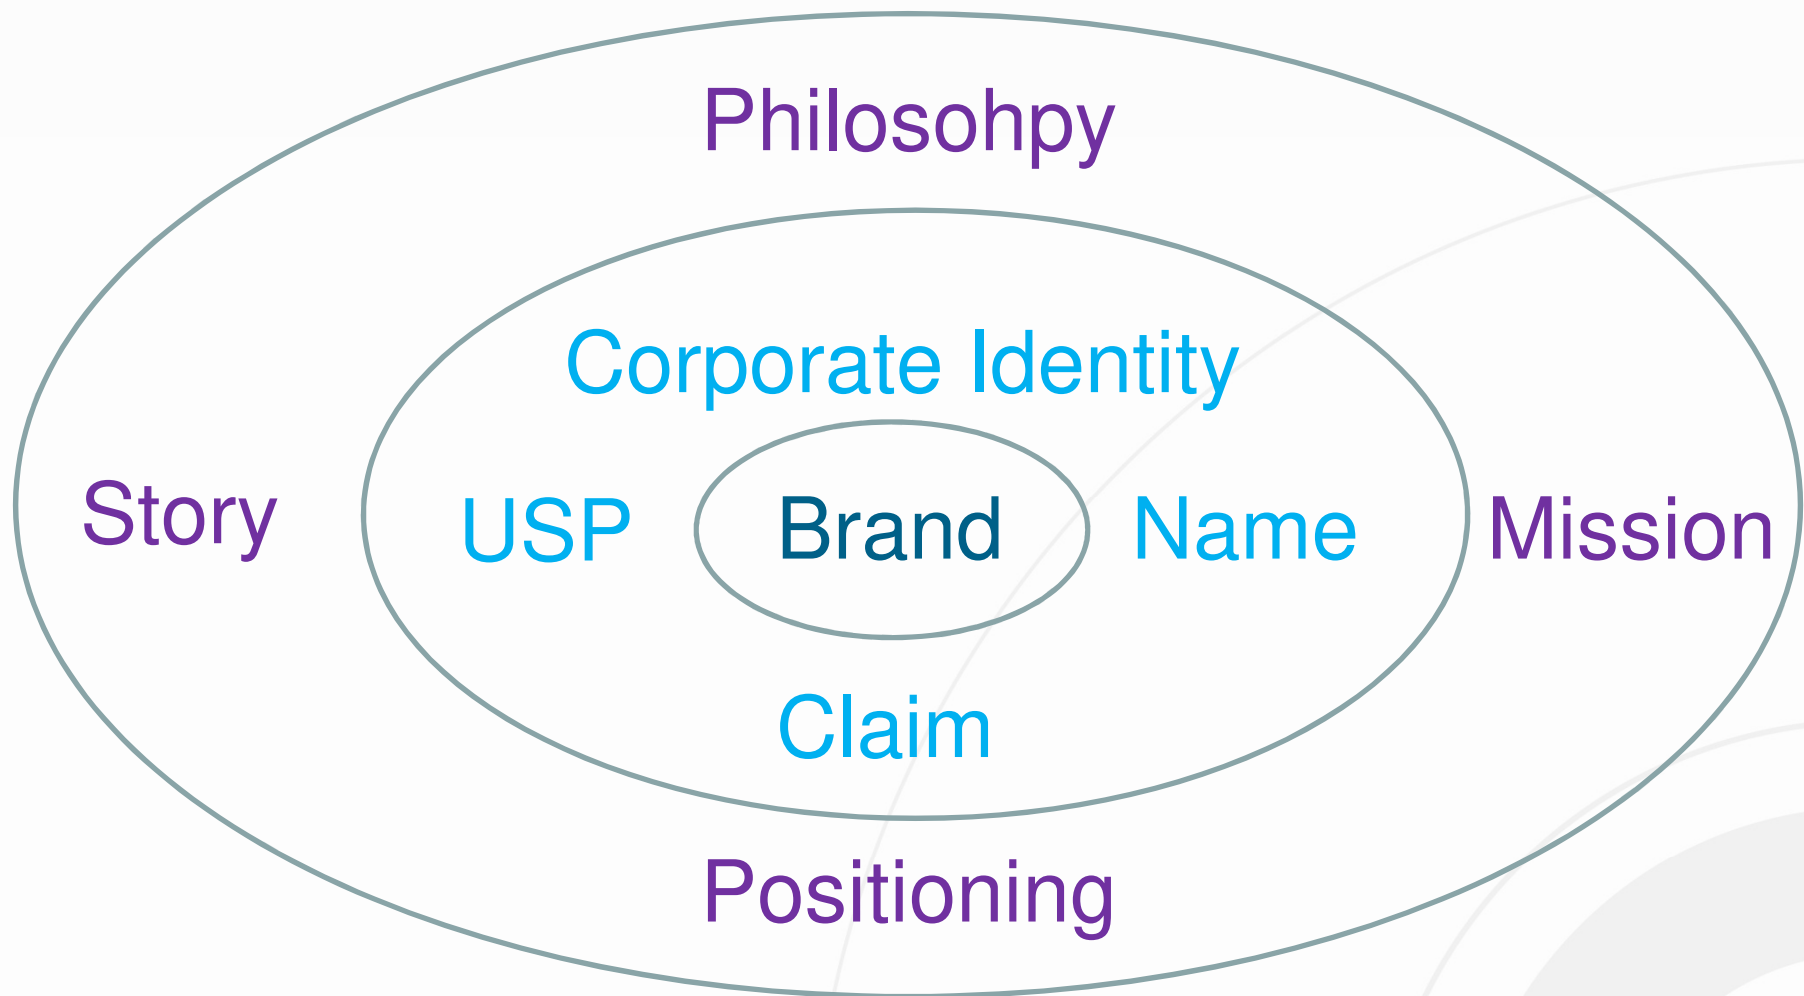 Philosohpy
Corporate Identity
Story
USP
Brand
Name
Mission
Claim
Positioning